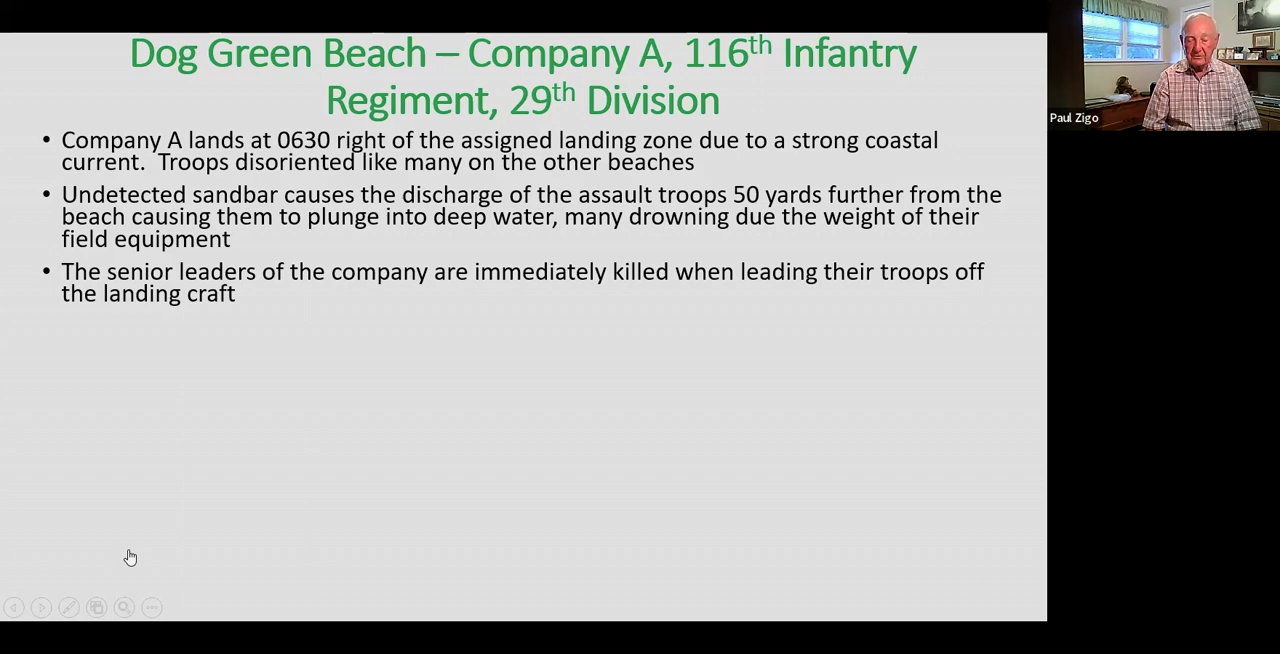 Dog Green Beach – Company A, 116th Infantry
Regiment, 29th Division
• Company A lands at 0630 right of the assigned landing zone due to a strong coastal
current.  Troops disoriented like many on the other beaches
• Undetected sandbar causes the discharge of the assault troops 50 yards further from the
beach causing them to plunge into deep water, many drowning due the weight of their
field equipment
• The senior leaders of the company are immediately killed when leading their troops off
the landing craft
Paul Zigo